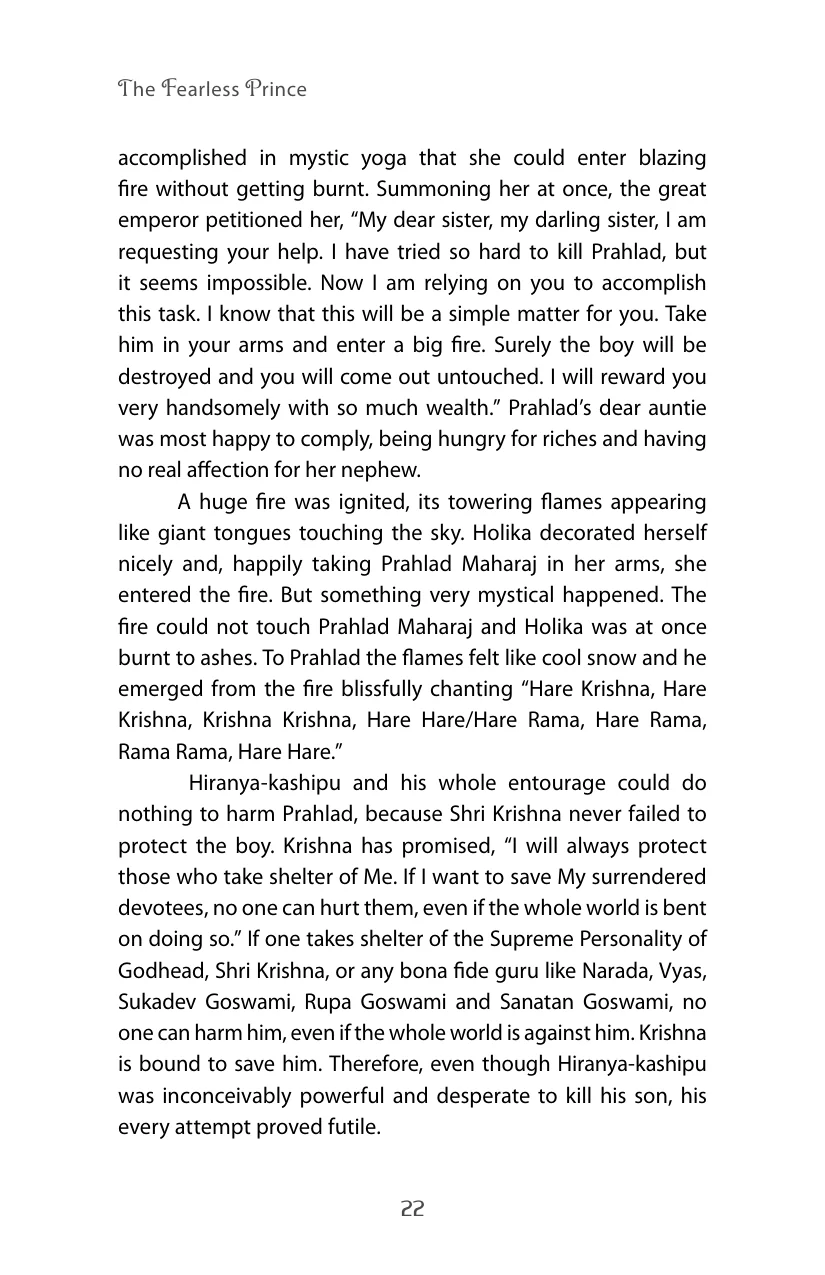 The Fearless Prince
accomplished in mystic yoga that she could enter blazing
fire without getting burnt. Summoning her at once, the great
emperor petitioned her, “My dear sister, my darling sister, I am
requesting your help. I have tried so hard to kill Prahlad, but
it seems impossible. Now I am relying on you to accomplish
this task. I know that this will be a simple matter for you. Take
him in your arms and enter a big fire. Surely the boy will be
destroyed and you will come out untouched. I will reward you
very handsomely with so much wealth.” Prahlad’s dear auntie
was most happy to comply, being hungry for riches and having
no real affection for her nephew.
A huge fire was ignited, its towering flames appearing
like giant tongues touching the sky. Holika decorated herself
nicely and, happily taking Prahlad Maharaj in her arms, she
entered the fire. But something very mystical happened. The
fire could not touch Prahlad Maharaj and Holika was at once
burnt to ashes. To Prahlad the flames felt like cool snow and he
emerged from the fire blissfully chanting “Hare Krishna, Hare
Krishna, Krishna Krishna, Hare Hare/Hare Rama, Hare Rama,
Rama Rama, Hare Hare.”
Hiranya-kashipu and his whole entourage could do
nothing to harm Prahlad, because Shri Krishna never failed to
protect the boy. Krishna has promised, “I will always protect
those who take shelter of Me. If I want to save My surrendered
devotees, no one can hurt them, even if the whole world is bent
on doing so.” If one takes shelter of the Supreme Personality of
Godhead, Shri Krishna, or any bona fide guru like Narada, Vyas,
Sukadev Goswami, Rupa Goswami and Sanatan Goswami, no
one can harm him, even if the whole world is against him. Krishna
is bound to save him. Therefore, even though Hiranya-kashipu
was inconceivably powerful and desperate to kill his son, his
every attempt proved futile.
22